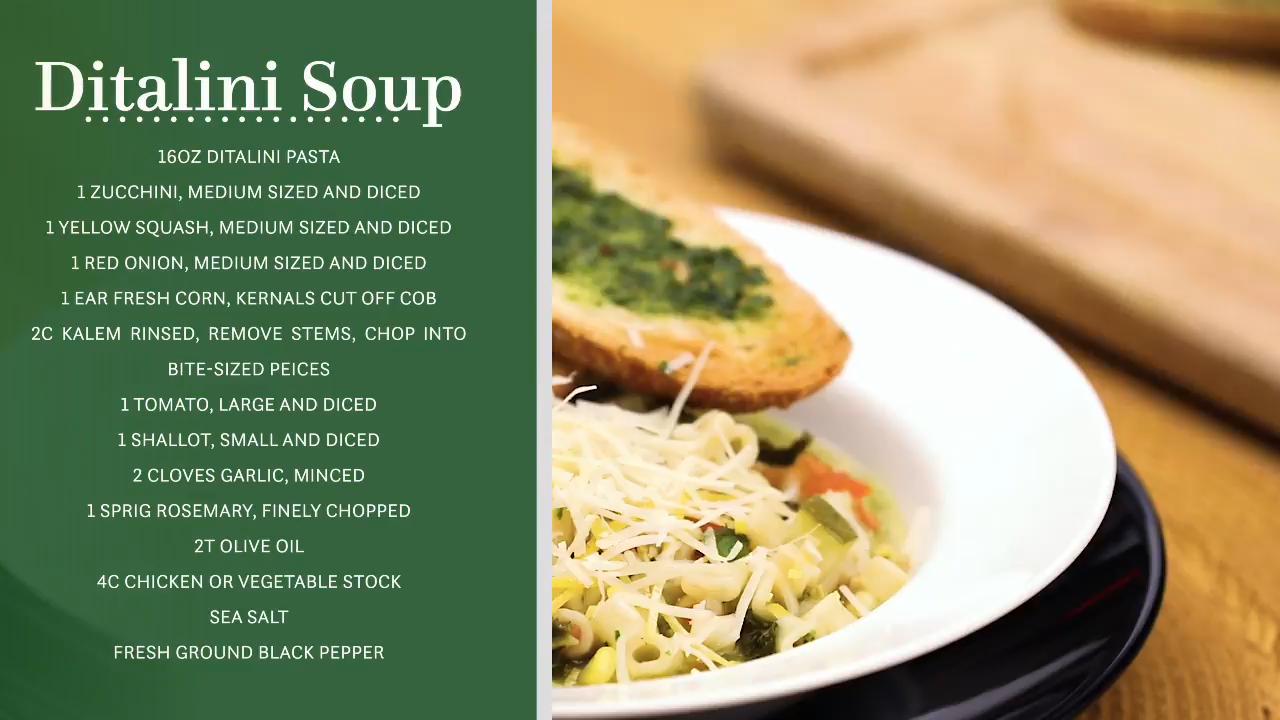 Ditalini Soup
16OZ DITALINI PASTA
1 ZUCCHINI, MEDIUM SIZED AND DICED
1 YELLOW SQUASH, MEDIUM SIZED AND DICED
1 RED ONION, MEDIUM SIZED AND DICED
1 EAR FRESH CORN, KERNALS CUT OFF COB
2C KALEM RINSED, REMOVE STEMS, CHOP INTO
BITE-SIZED PEICES
1 TOMATO, LARGE AND DICED
1 SHALLOT, SMALL AND DICED
2 CLOVES GARLIC, MINCED
1 SPRIG ROSEMARY, FINELY CHOPPED
2T OLIVE OIL
4C CHICKEN OR VEGETABLE STOCK
SEA SALT
FRESH GROUND BLACK PEPPER